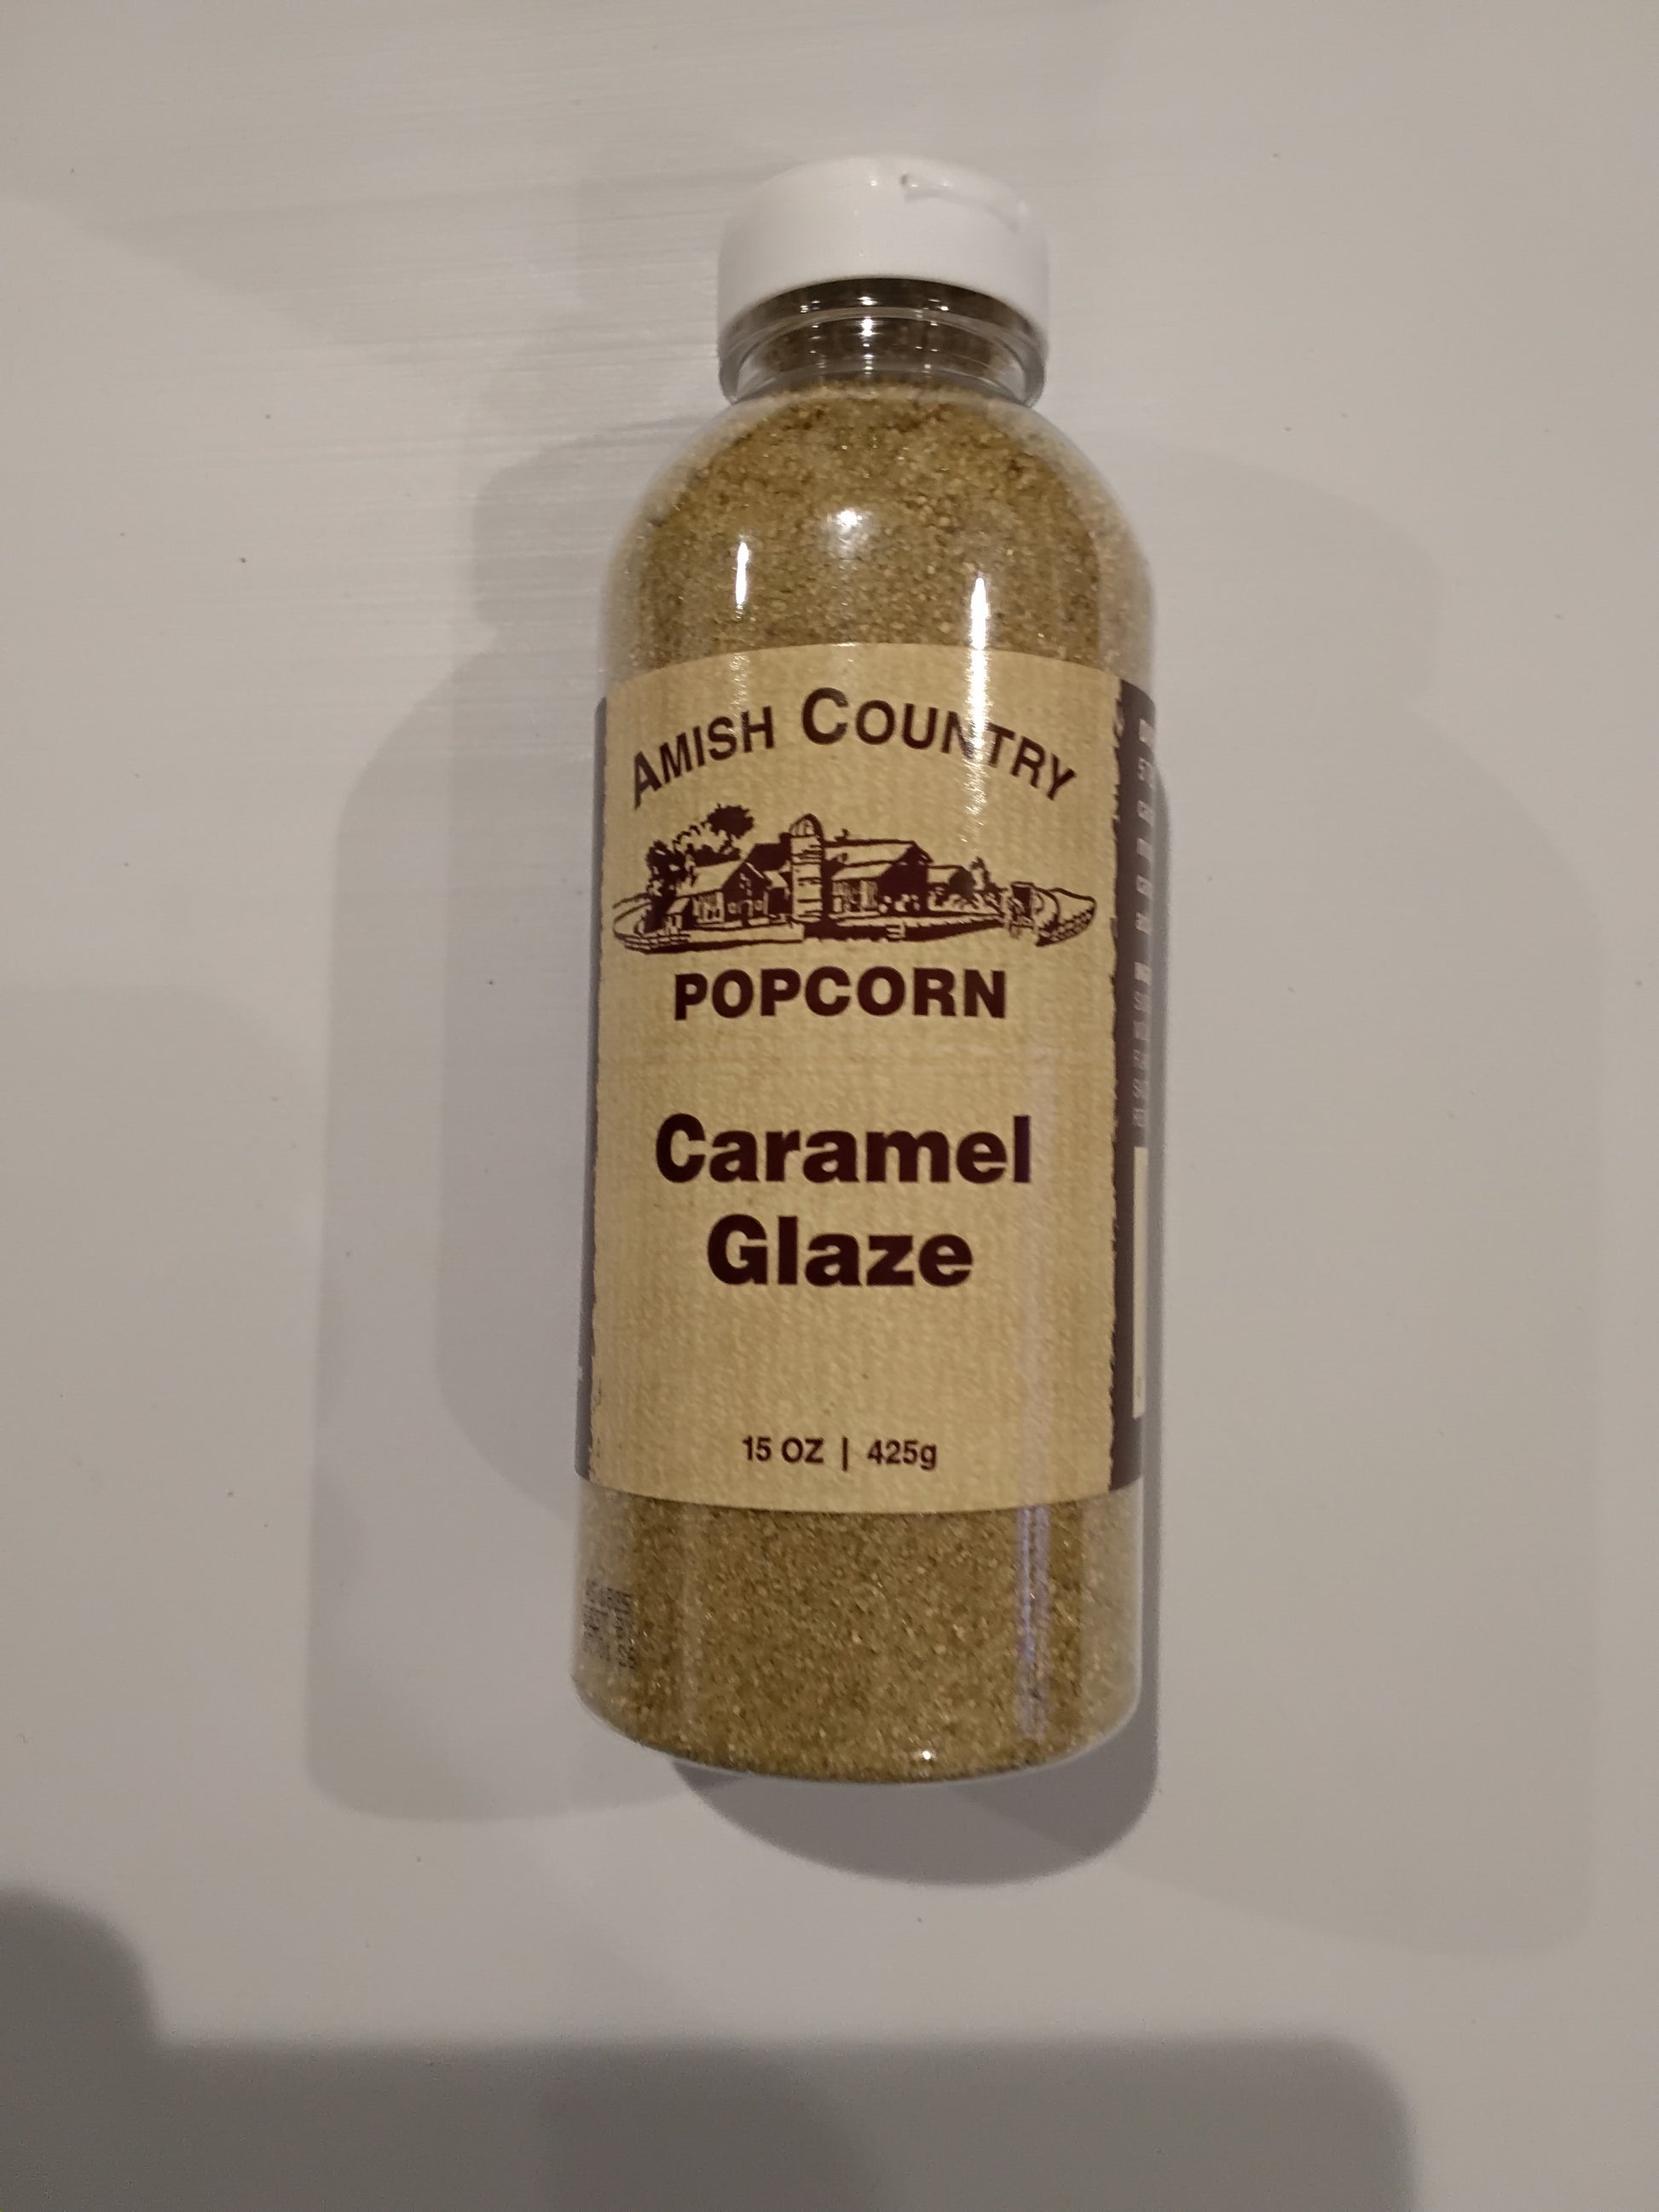 AMISH COUNTRY
POPCORN
Caramel
Glaze
15 OZ | 425g